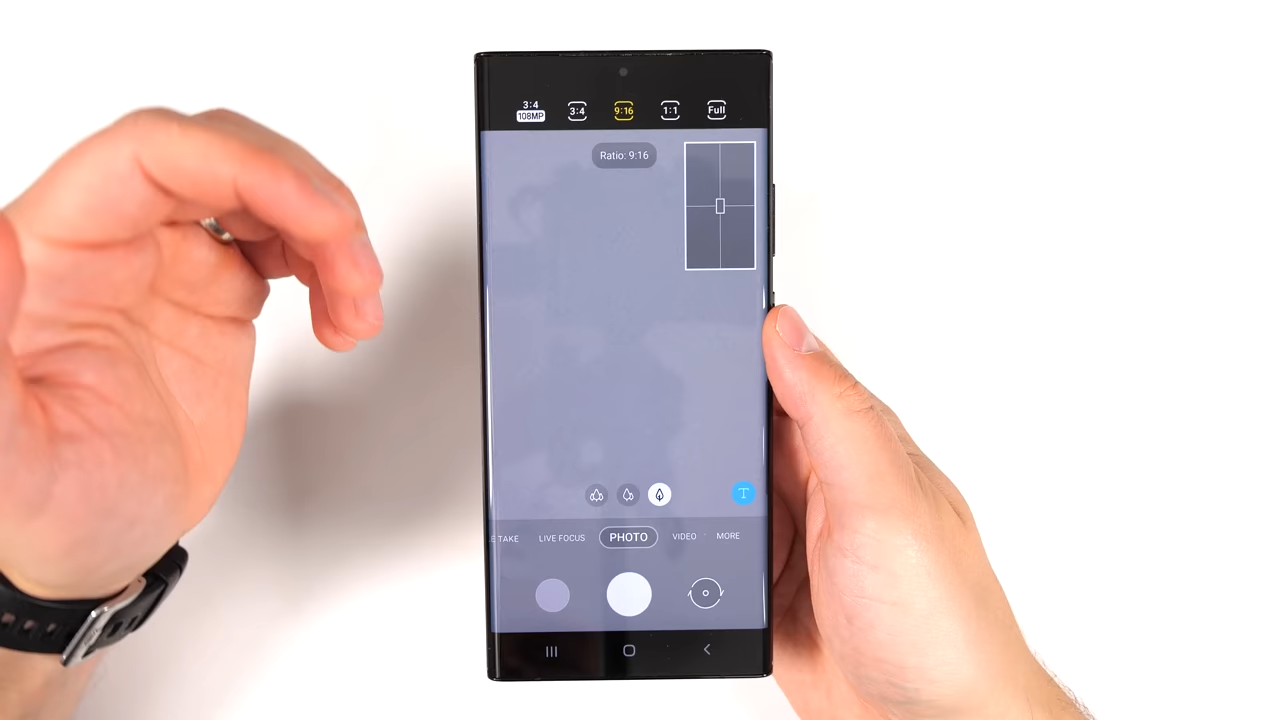 3:4
108MP
3:4
9:16
1:1
Full
Ratio: 9:16
T
TAKE
LIVE FOCUS
PHOTO
VIDEO
MORE